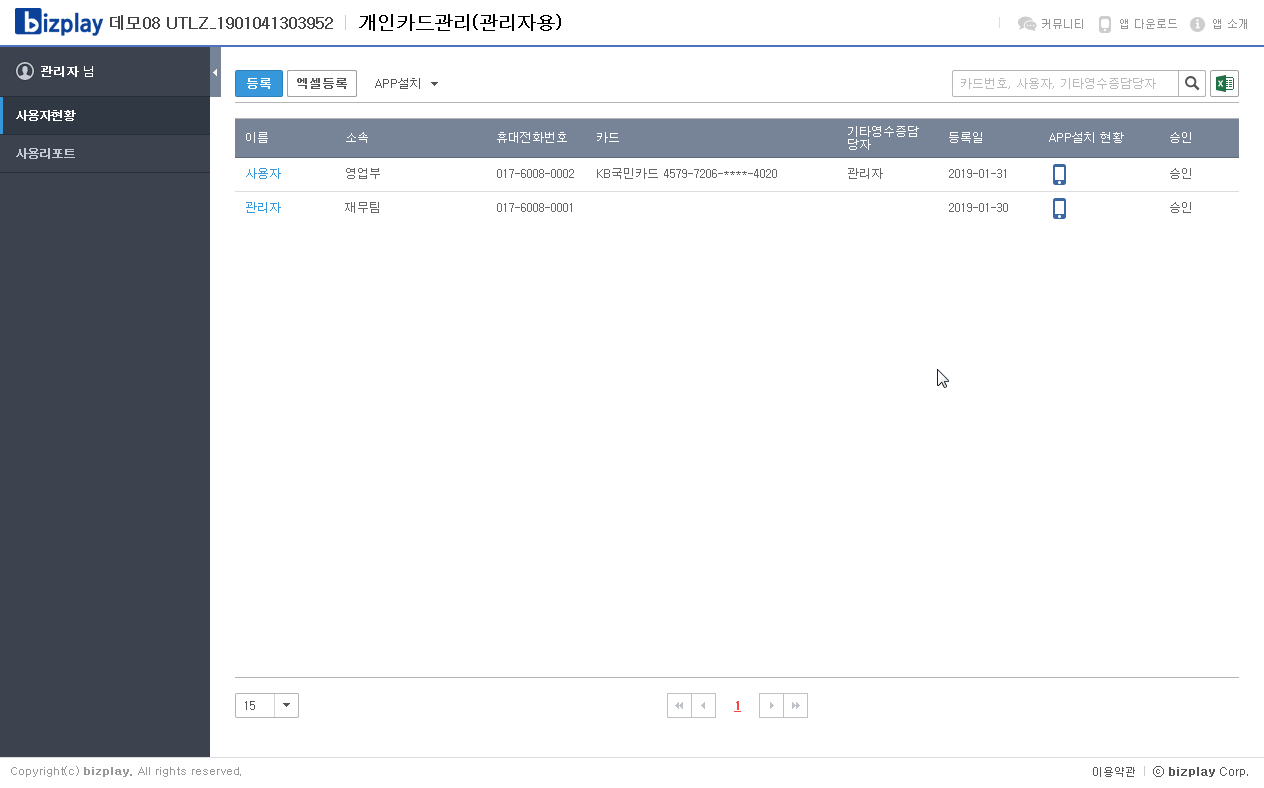 bizplay 데모08 UTLZ_1901041303952 개인카드관리(관리자용) 커뮤니티 앱 다운로드 앱 소개
관리자 님
사용자현황
사용리포트
등록 엑셀등록 APP설치 카드번호, 사용자, 기타영수증담당자
이름 소속 휴대전화번호 카드 기타영수증담당자 등록일 APP설치 현황 승인
사용자 영업부 017-6008-0002 KB국민카드 4579-7206-****-4020 관리자 2019-01-31 승인
관리자 재무팀 017-6008-0001 2019-01-30 승인
15 1
Copyright(c) bizplay. All rights reserved. 이용약관 ⓒ bizplay Corp.